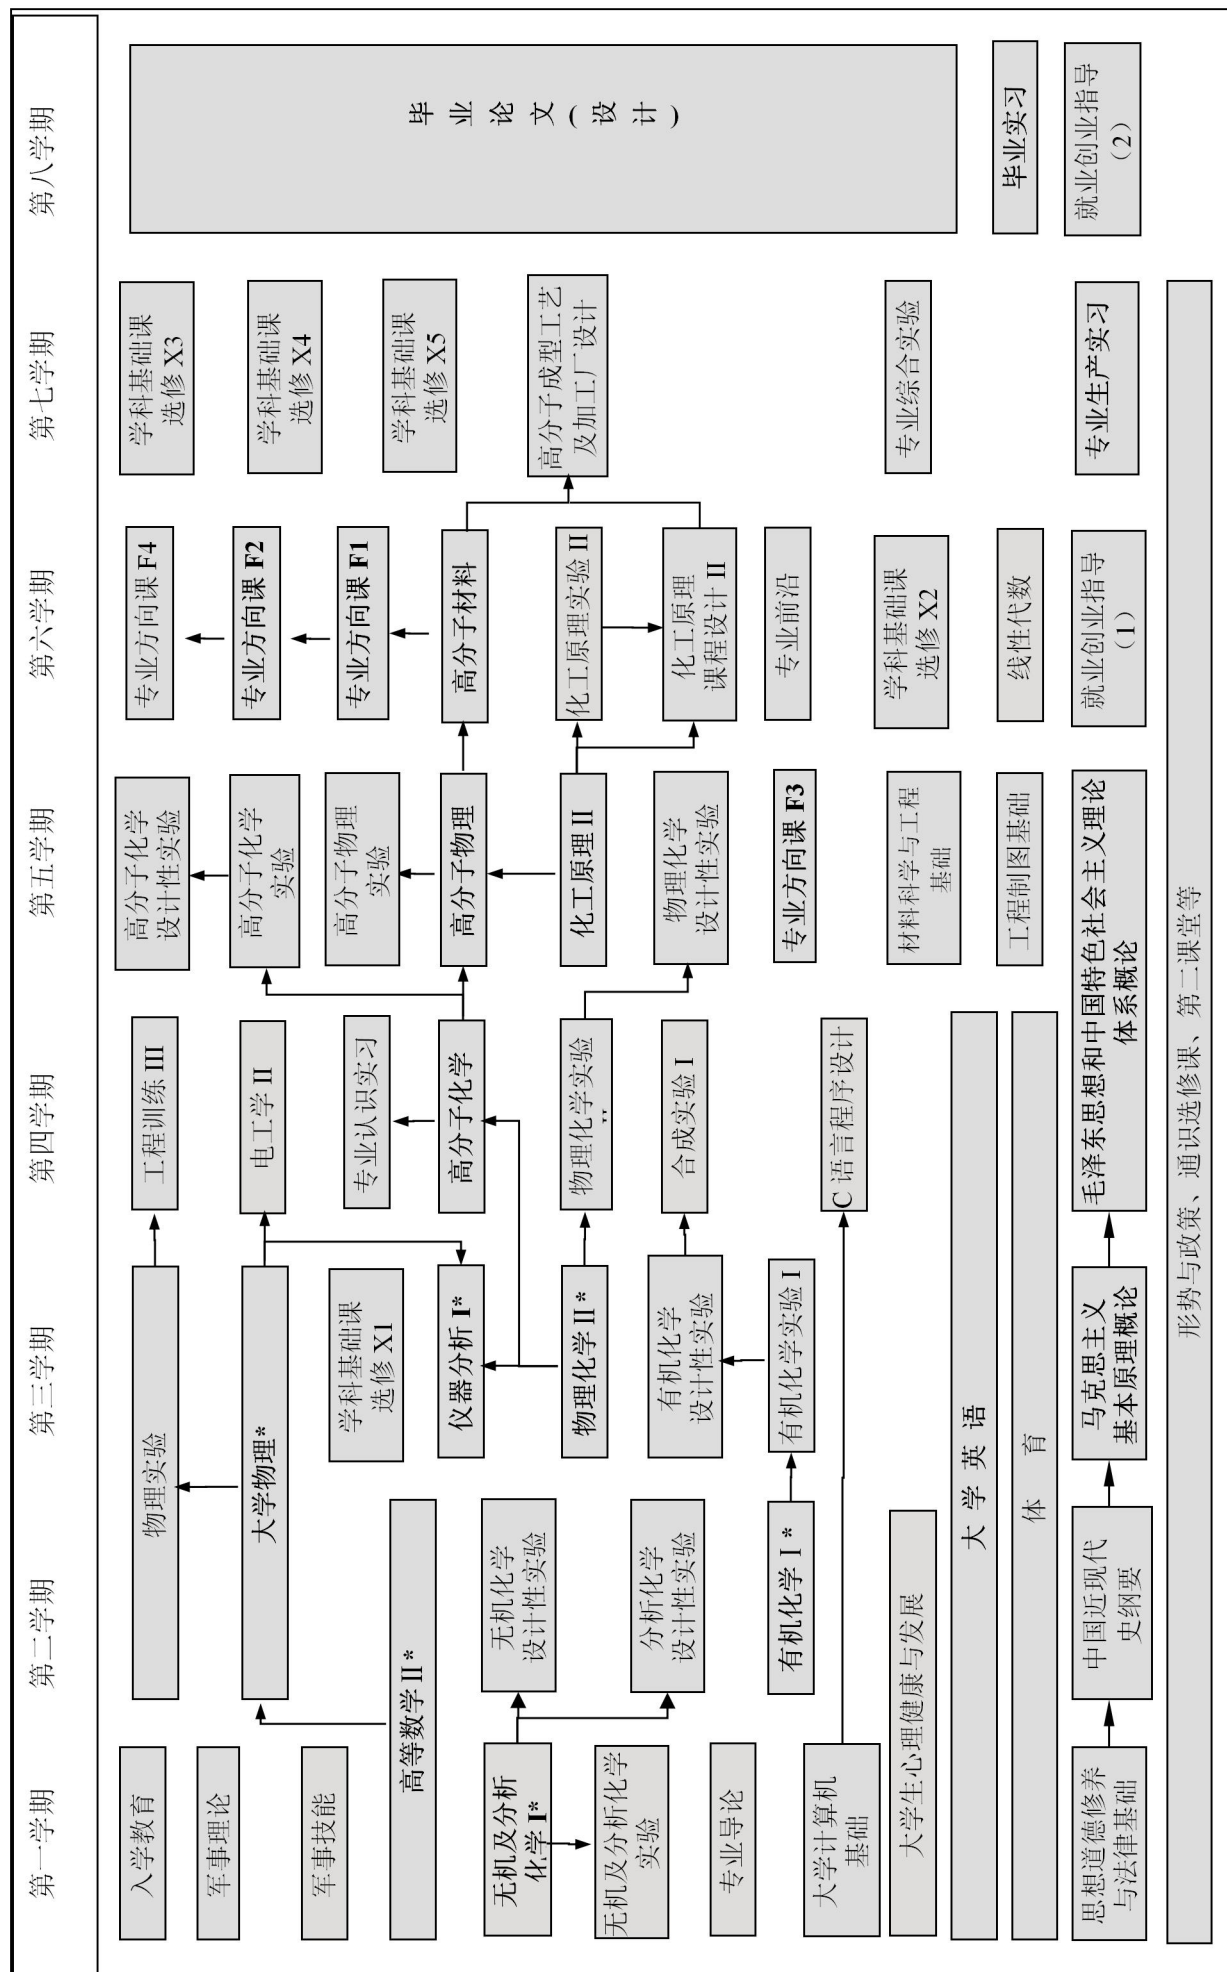 第一学期
第二学期
第三学期
第四学期
第五学期
第六学期
第七学期
第八学期
入学教育
军事理论
军事技能
高等数学 II*
无机及分析
化学 I*
无机及分析化学
实验
专业导论
大学计算机
基础
大学生心理健康与发展
大 学 英 语
体 育
思想道德修养
与法律基础
形势与政策、通识选修课、第二课堂等
物理实验
大学物理*
无机化学
设计性实验
分析化学
设计性实验
有机化学 I *
中国近现代
史纲要
学科基础课
选修 X1
仪器分析 I*
物理化学 II *
有机化学
设计性实验
有机化学实验 I
马克思主义
基本原理概论
工程训练 III
电工学 II
专业认识实习
高分子化学
物理化学实验
合成实验 I
C 语言程序设计
毛泽东思想和中国特色社会主义理论
体系概论
高分子化学
设计性实验
高分子化学
实验
高分子物理
实验
高分子物理
化工原理 II
物理化学
设计性实验
专业方向课 F3
材料科学与工程
基础
工程制图基础
专业方向课 F4
专业方向课 F2
专业方向课 F1
高分子材料
化工原理实验 II
化工原理
课程设计 II
专业前沿
学科基础课
选修 X2
线性代数
就业创业指导
（1）
学科基础课
选修 X3
学科基础课
选修 X4
学科基础课
选修 X5
高分子成型工艺
及加工厂设计
专业综合实验
专业生产实习
毕 业 论 文 ( 设 计 )
毕业实习
就业创业指导
（2）